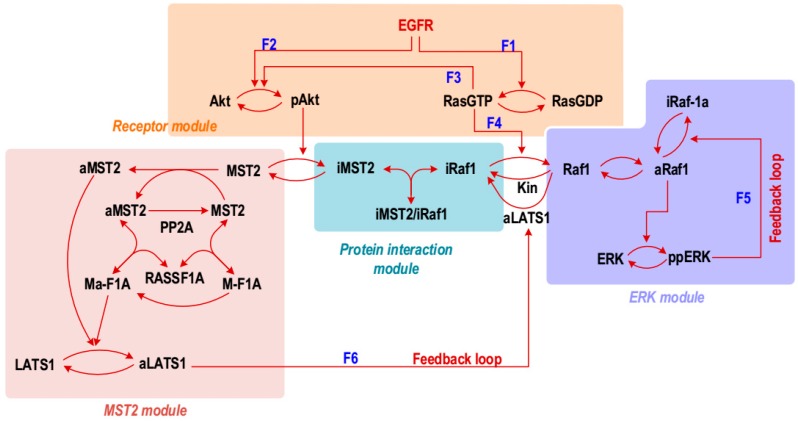 EGFR
F2
F1
F3
Akt
pAkt
RasGTP
RasGDP
iRaf-1a
Receptor module
F4
aMST2
MST2
iMST2
iRaf1
Raf1
aRaf1
Kin
F5
Feedback loop
aMST2
MST2
PP2A
iMST2/iRaf1
aLATS1
Protein interaction
module
ERK
ppERK
Ma-F1A
RASSF1A
M-F1A
ERK module
LATS1
aLATS1
F6
Feedback loop
MST2 module